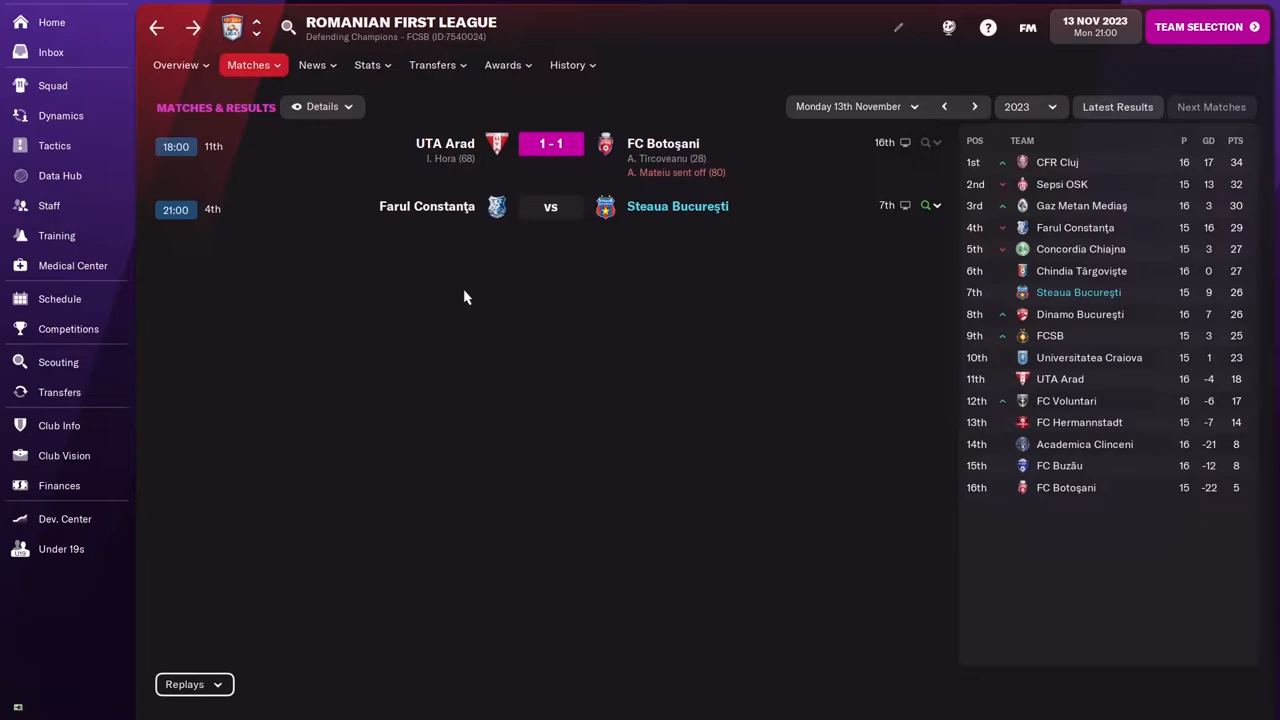 Home
Inbox
Squad
Dynamics
Tactics
Data Hub
Staff
Training
Medical Center
Schedule
Competitions
Scouting
Transfers
Club Info
Club Vision
Finances
Dev. Center
U19
Under 19s
ROMANIAN FIRST LEAGUE
Defending Champions - FCSB (ID:7540024)
? FM
13 NOV 2023
Mon 21:00
TEAM SELECTION
Overview Matches News Stats Transfers Awards History
MATCHES & RESULTS Details Monday 13th November 2023 Latest Results Next Matches
18:00 11th UTA Arad 1 - 1 FC Botoşani 16th
I. Hora (68) A. Tîrcoveanu (28)
A. Mateiu sent off (80)
21:00 4th Farul Constanţa vs Steaua Bucureşti 7th
POS TEAM P GD PTS
1st CFR Cluj 16 17 34
2nd Sepsi OSK 15 13 32
3rd Gaz Metan Mediaş 16 3 30
4th Farul Constanţa 15 16 29
5th Concordia Chiajna 15 3 27
6th Chindia Târgovişte 16 0 27
7th Steaua Bucureşti 15 9 26
8th Dinamo Bucureşti 16 7 26
9th FCSB 15 3 25
10th Universitatea Craiova 15 1 23
11th UTA Arad 16 -4 18
12th FC Voluntari 16 -6 17
13th FC Hermannstadt 15 -7 14
14th Academica Clinceni 16 -21 8
15th FC Buzău 16 -12 8
16th FC Botoşani 15 -22 5
Replays